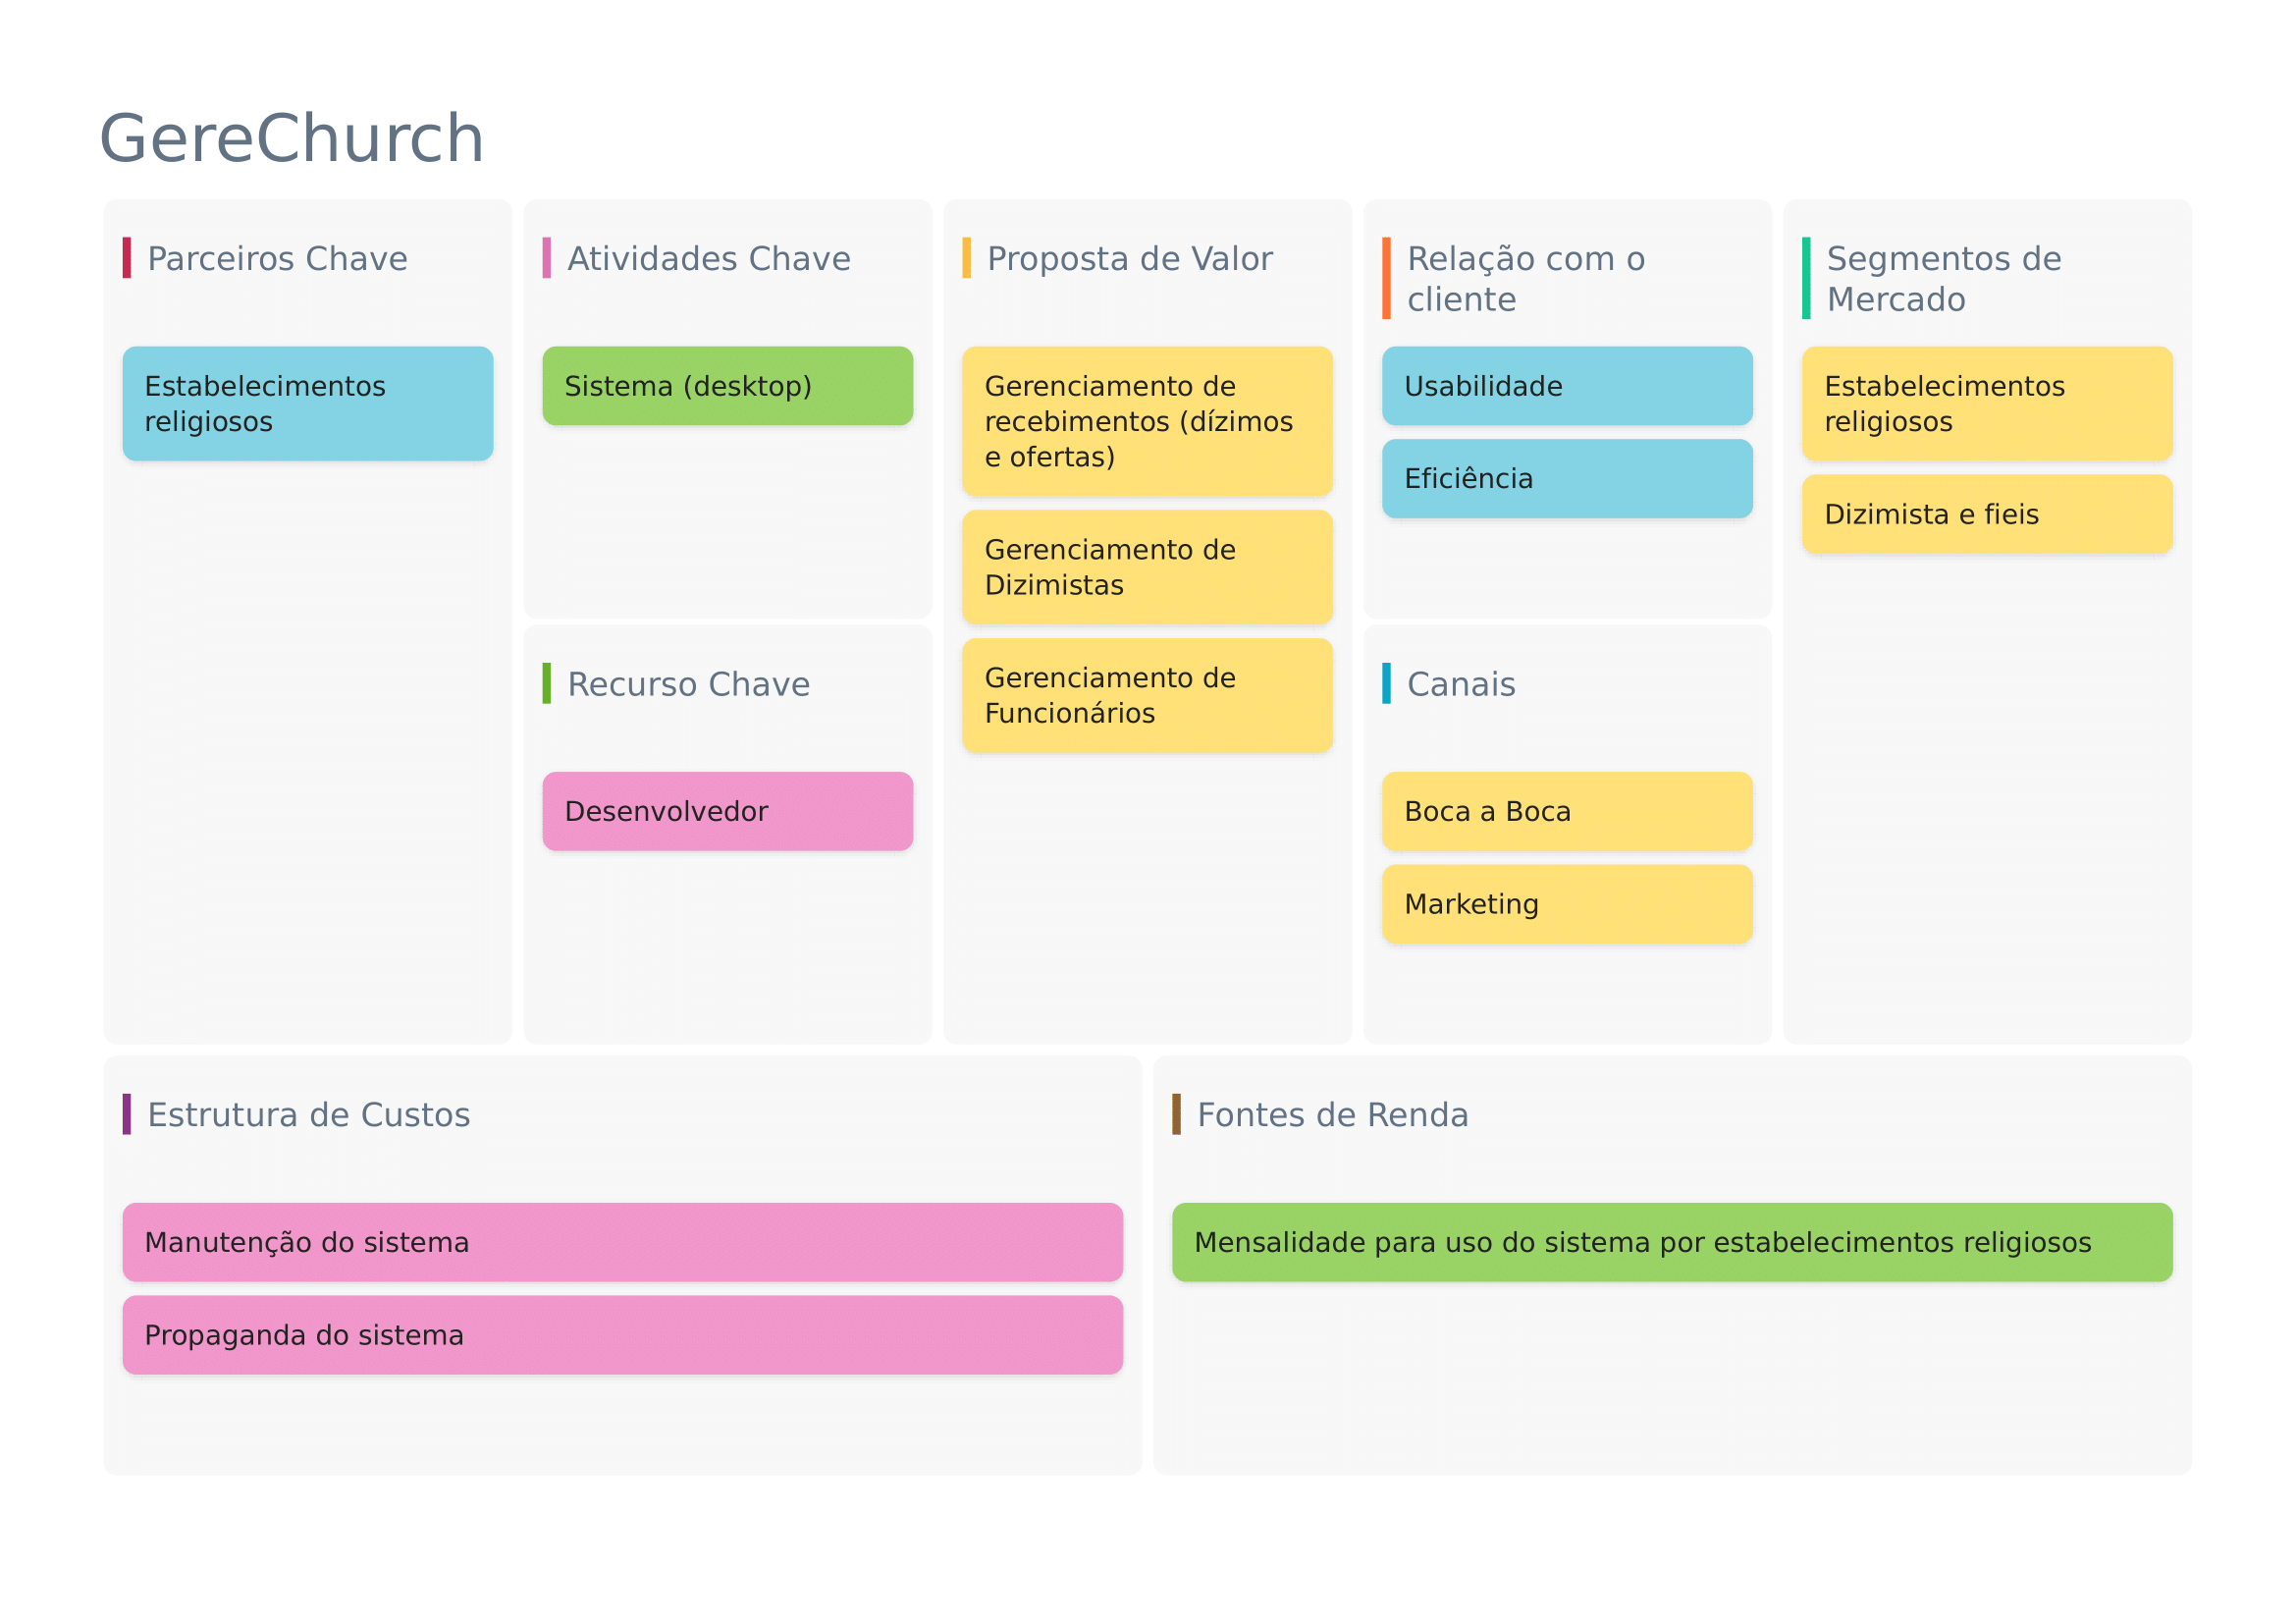 GereChurch
Parceiros Chave
Estabelecimentos
religiosos
Atividades Chave
Sistema (desktop)
Recurso Chave
Desenvolvedor
Proposta de Valor
Gerenciamento de
recebimentos (dízimos
e ofertas)
Gerenciamento de
Dizimistas
Gerenciamento de
Funcionários
Relação com o
cliente
Usabilidade
Eficiência
Canais
Boca a Boca
Marketing
Segmentos de
Mercado
Estabelecimentos
religiosos
Dizimista e fieis
Estrutura de Custos
Manutenção do sistema
Propaganda do sistema
Fontes de Renda
Mensalidade para uso do sistema por estabelecimentos religiosos